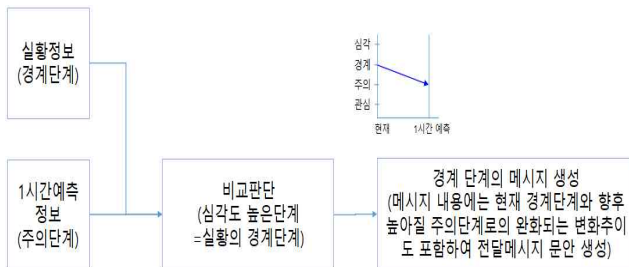 실황정보
(경계단계)
심각
경계
주의
관심
현재
1시간 예측
1시간예측
정보
(주의단계)
비교판단
(심각도 높은단계
=실황의 경계단계)
경계 단계의 메시지 생성
(메시지 내용에는 현재 경계단계와 향후
높아질 주의단계로의 완화되는 변화추이
도 포함하여 전달메시지 문안 생성)